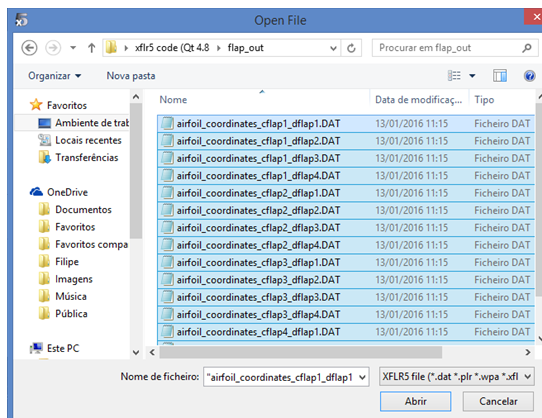 Open File
xflr5 code (Qt 4.8
flap_out
Procurar em flap_out
Organizar
Nova pasta
Favoritos
Ambiente de trab
Locais recentes
Transferências
OneDrive
Documentos
Favoritos
Favoritos compa
Filipe
Imagens
Música
Pública
Este PC
Nome
Data de modificaç...
Tipo
airfoil_coordinates_cflap1_dflap1.DAT 13/01/2016 11:15 Ficheiro DAT
airfoil_coordinates_cflap1_dflap2.DAT 13/01/2016 11:15 Ficheiro DAT
airfoil_coordinates_cflap1_dflap3.DAT 13/01/2016 11:15 Ficheiro DAT
airfoil_coordinates_cflap1_dflap4.DAT 13/01/2016 11:15 Ficheiro DAT
airfoil_coordinates_cflap2_dflap1.DAT 13/01/2016 11:15 Ficheiro DAT
airfoil_coordinates_cflap2_dflap2.DAT 13/01/2016 11:15 Ficheiro DAT
airfoil_coordinates_cflap2_dflap3.DAT 13/01/2016 11:15 Ficheiro DAT
airfoil_coordinates_cflap2_dflap4.DAT 13/01/2016 11:15 Ficheiro DAT
airfoil_coordinates_cflap3_dflap1.DAT 13/01/2016 11:15 Ficheiro DAT
airfoil_coordinates_cflap3_dflap2.DAT 13/01/2016 11:15 Ficheiro DAT
airfoil_coordinates_cflap3_dflap3.DAT 13/01/2016 11:15 Ficheiro DAT
airfoil_coordinates_cflap3_dflap4.DAT 13/01/2016 11:15 Ficheiro DAT
airfoil_coordinates_cflap4_dflap1.DAT 13/01/2016 11:15 Ficheiro DAT
Nome de ficheiro: "airfoil_coordinates_cflap1_dflap1
XFLR5 file (*.dat *.plr *.wpa *.xfl
Abrir
Cancelar